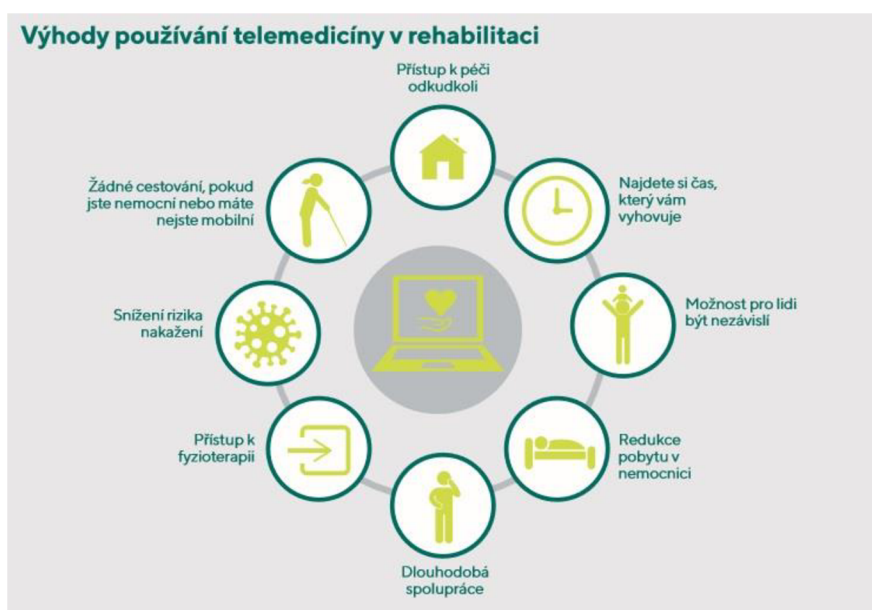 Výhody používání telemedicíny v rehabilitaci
Přístup k péči
odkudkoli
Najdete si čas,
který vám
vyhovuje
Možnost pro lidi
být nezávislí
Redukce
pobytu v
nemocnici
Dlouhodobá
spolupráce
Přístup k
fyzioterapii
Snížení rizika
nakažení
Žádné cestování, pokud
jste nemocní nebo máte
nejste mobilní